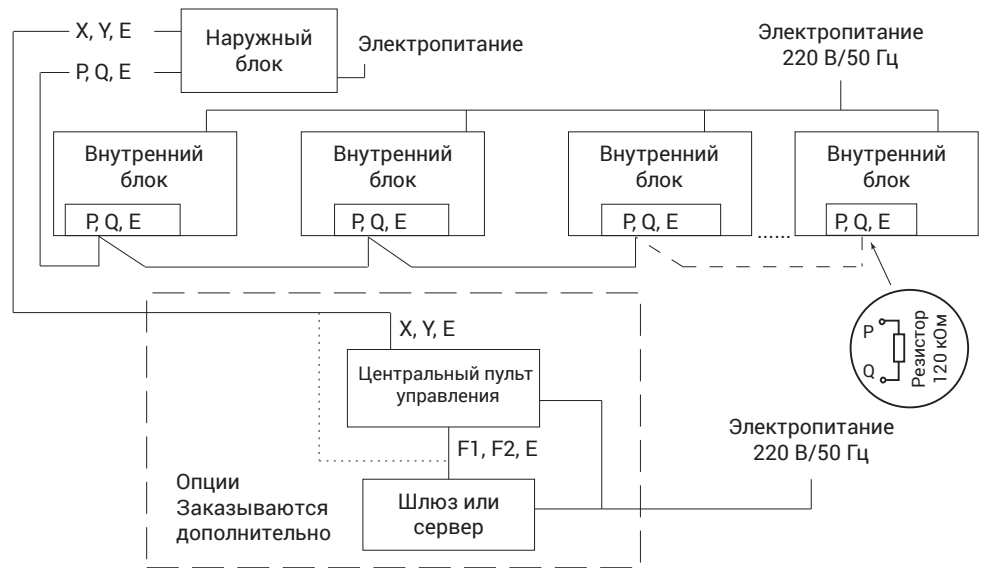 X, Y, E
P, Q, E
Наружный
блок
Электропитание
Электропитание
220 В/50 Гц
Внутренний
блок
P, Q, E
Внутренний
блок
P, Q, E
Внутренний
блок
P, Q, E
Внутренний
блок
P, Q, E
P
Q
Резистор
120 кОм
X, Y, E
Центральный пульт
управления
F1, F2, E
Шлюз или
сервер
Электропитание
220 В/50 Гц
Опции
Заказываются
дополнительно